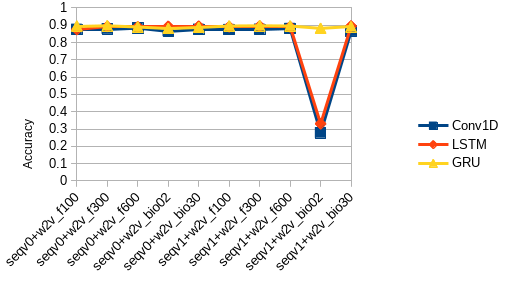 1
0.9
0.8
0.7
0.6
0.5
0.4
0.3
0.2
0.1
0
Accuracy
seqv0+w2v_f100
seqv0+w2v_f300
seqv0+w2v_f600
seqv0+w2v_bio02
seqv0+w2v_bio30
seqv1+w2v_f100
seqv1+w2v_f300
seqv1+w2v_f600
seqv1+w2v_bio02
seqv1+w2v_bio30
Conv1D
LSTM
GRU